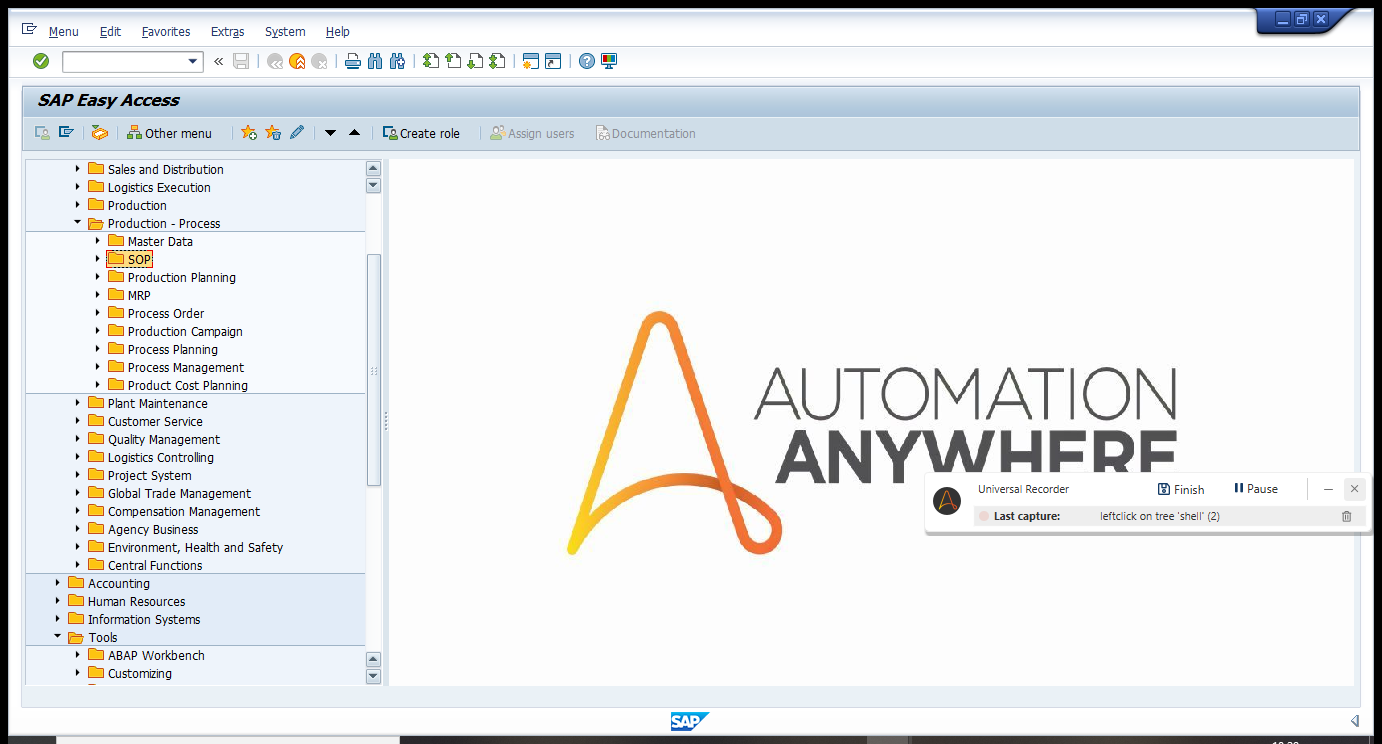 Menu Edit Favorites Extras System Help
SAP Easy Access
Other menu Create role Assign users Documentation
Sales and Distribution
Logistics Execution
Production
Production - Process
Master Data
SOP
Production Planning
MRP
Process Order
Production Campaign
Process Planning
Process Management
Product Cost Planning
Plant Maintenance
Customer Service
Quality Management
Logistics Controlling
Project System
Global Trade Management
Compensation Management
Agency Business
Environment, Health and Safety
Central Functions
Accounting
Human Resources
Information Systems
Tools
ABAP Workbench
Customizing
AUTOMATION
ANYWHERE
Universal Recorder Finish Pause
Last capture: leftclick on tree 'shell' (2)
SAP